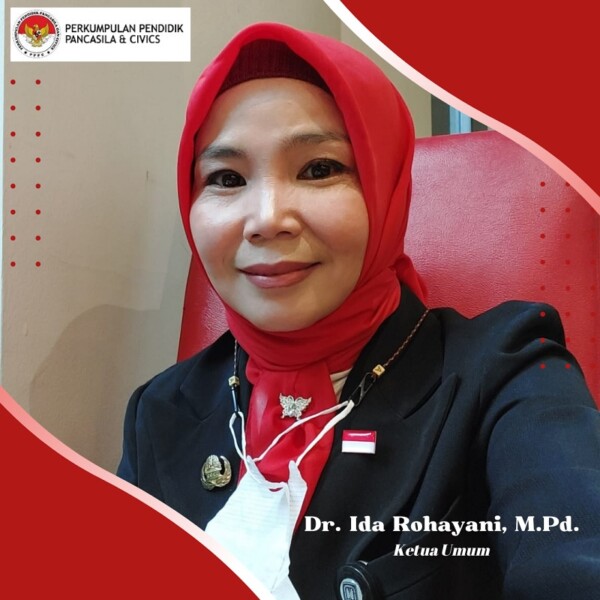 PERKUMPULAN PENDIDIK
PANCASILA & CIVICS
Dr. Ida Rohayani, M.Pd.
Ketua Umum